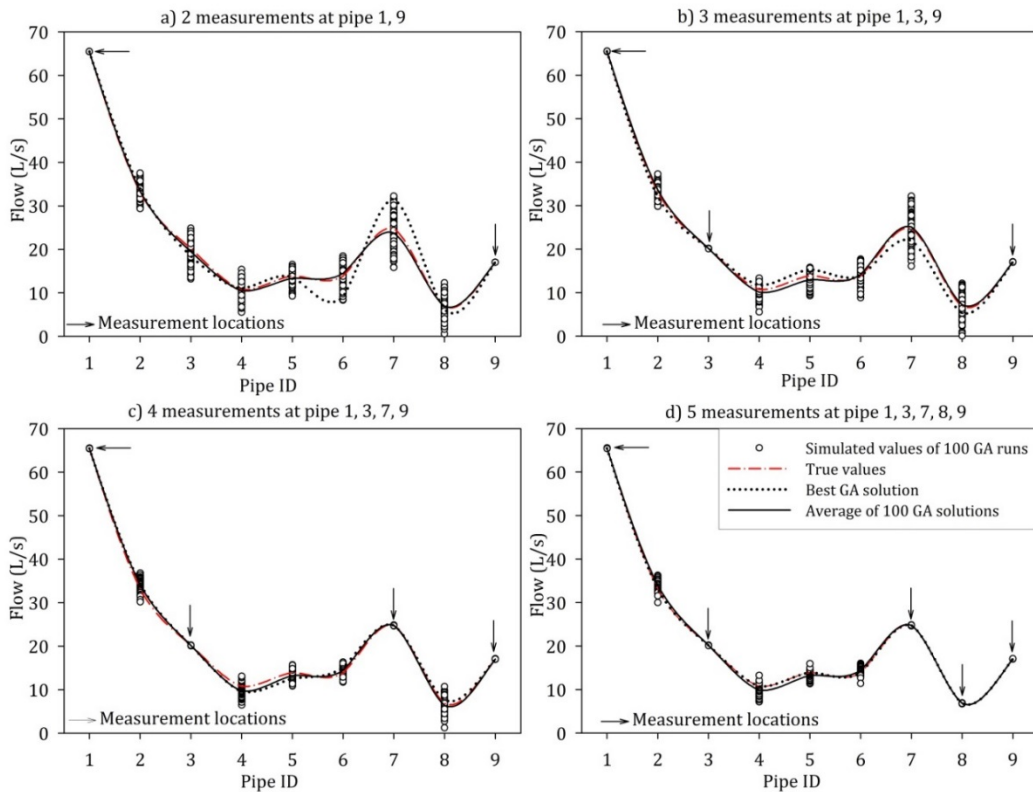 a) 2 measurements at pipe 1, 9
70
60
50
40
30
20
10
0
Flow (L/s)
Measurement locations
1 2 3 4 5 6 7 8 9
Pipe ID
b) 3 measurements at pipe 1, 3, 9
70
60
50
40
30
20
10
0
Flow (L/s)
Measurement locations
1 2 3 4 5 6 7 8 9
Pipe ID
c) 4 measurements at pipe 1, 3, 7, 9
70
60
50
40
30
20
10
0
Flow (L/s)
Measurement locations
1 2 3 4 5 6 7 8 9
Pipe ID
d) 5 measurements at pipe 1, 3, 7, 8, 9
70
60
50
40
30
20
10
0
Flow (L/s)
Simulated values of 100 GA runs
True values
Best GA solution
Average of 100 GA solutions
Measurement locations
1 2 3 4 5 6 7 8 9
Pipe ID